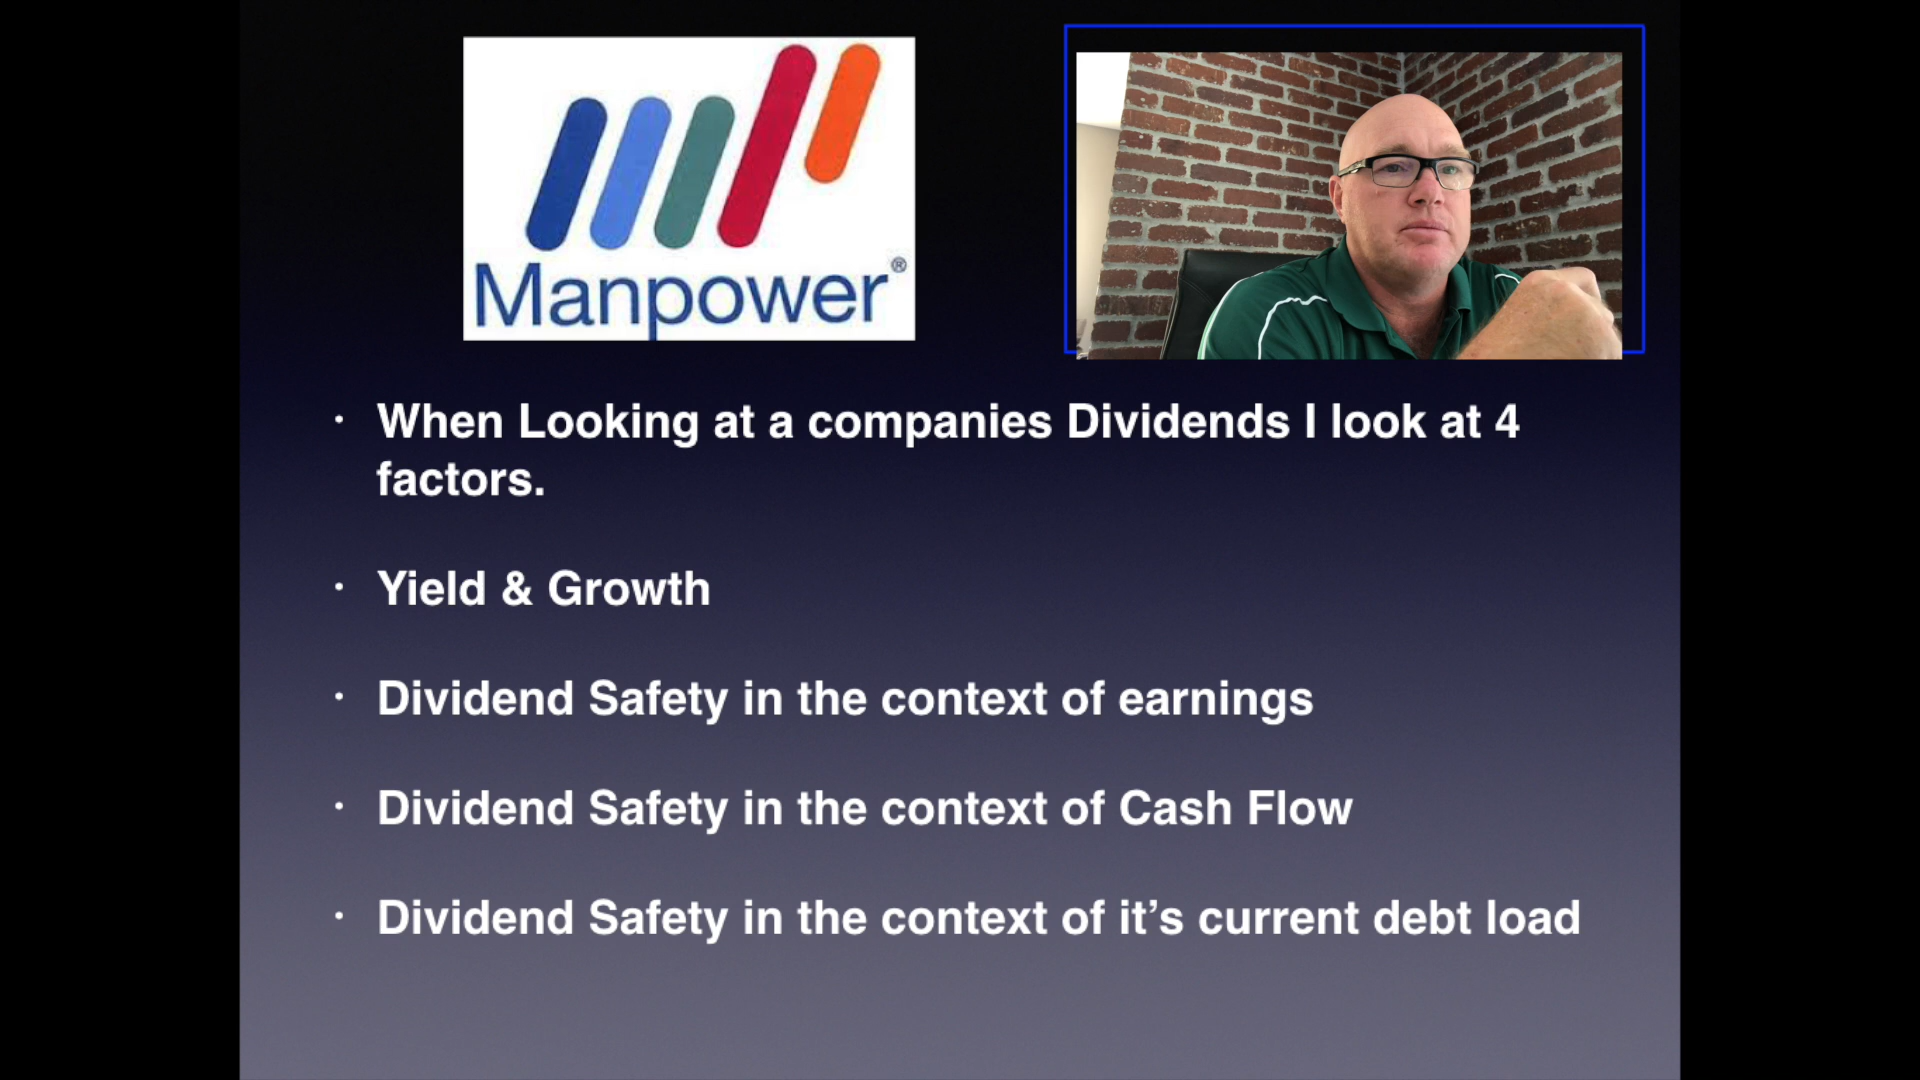 Manpower®
· When Looking at a companies Dividends I look at 4
factors.
· Yield & Growth
· Dividend Safety in the context of earnings
· Dividend Safety in the context of Cash Flow
· Dividend Safety in the context of it’s current debt load